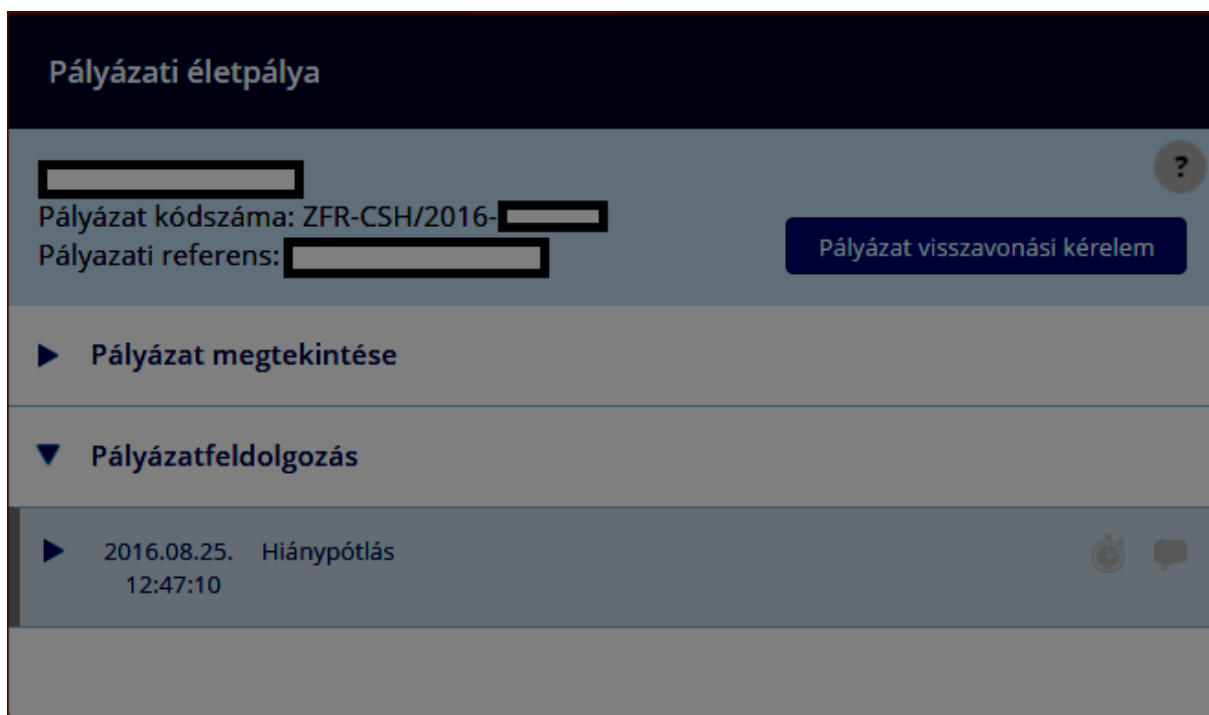 Pályázati életpálya
?
Pályázat kódszáma: ZFR-CSH/2016-
Pályazati referens:
Pályázat visszavonási kérelem
Pályázat megtekintése
Pályázatfeldolgozás
2016.08.25. Hiánypótlás
12:47:10